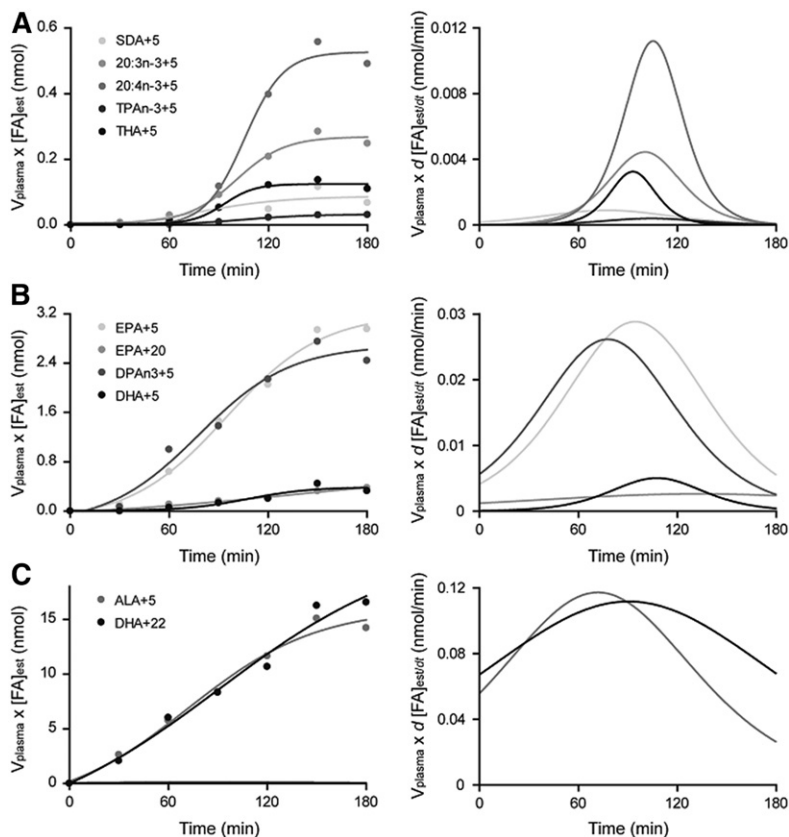 A
V plasma x [FA]est (nmol)
0.6
0.4
0.2
0.0
SDA+5
20:3n-3+5
20:4n-3+5
TPAn-3+5
THA+5
0 60 120 180
Time (min)
V plasma x d [FA]est/dt (nmol/min)
0.012
0.008
0.004
0
0 60 120 180
Time (min)
B
V plasma x [FA]est (nmol)
3.2
2.4
1.6
0.8
0.0
EPA+5
EPA+20
DPAn3+5
DHA+5
0 60 120 180
Time (min)
V plasma x d [FA]est/dt (nmol/min)
0.03
0.02
0.01
0
0 60 120 180
Time (min)
C
V plasma x [FA]est (nmol)
15
10
5
0
ALA+5
DHA+22
0 60 120 180
Time (min)
V plasma x d [FA]est/dt (nmol/min)
0.12
0.08
0.04
0
0 60 120 180
Time (min)